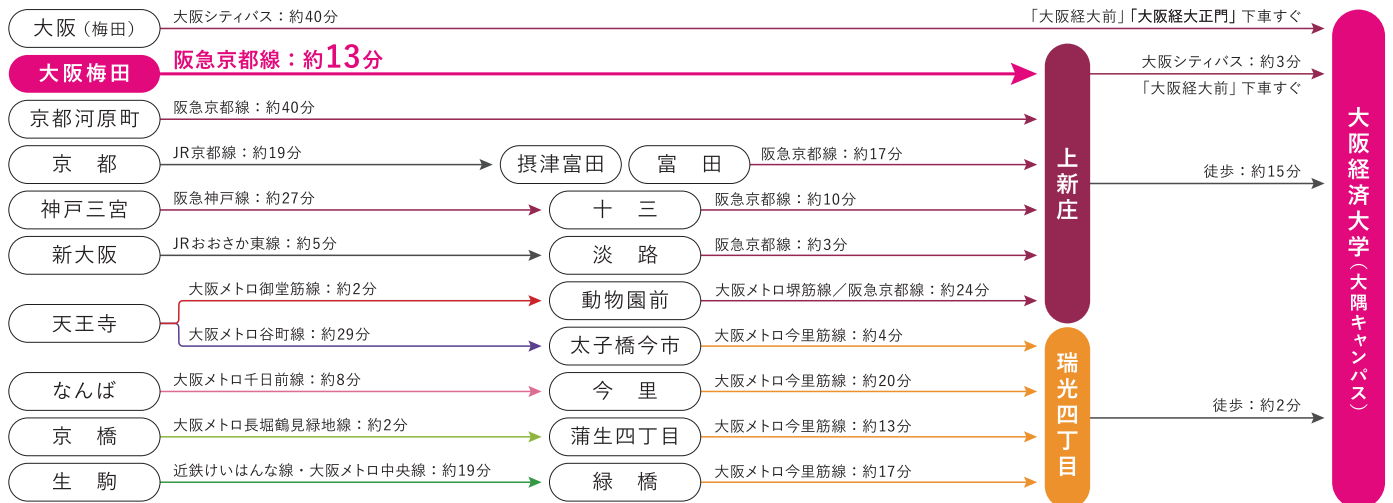 大阪（梅田） 大阪シティバス：約40分 「大阪経大前」「大阪経大正門」下車すぐ
大阪梅田 阪急京都線：約13分 大阪シティバス：約3分
「大阪経大前」下車すぐ
京都河原町 阪急京都線：約40分
京　都 JR京都線：約19分 摂津富田 富　田 阪急京都線：約17分
徒歩：約15分
神戸三宮 阪急神戸線：約27分 十　三 阪急京都線：約10分
新大阪 JRおおさか東線：約5分 淡　路 阪急京都線：約3分
天王寺 大阪メトロ御堂筋線：約2分 動物園前 大阪メトロ堺筋線／阪急京都線：約24分
大阪メトロ谷町線：約29分 太子橋今市 大阪メトロ今里筋線：約4分
なんば 大阪メトロ千日前線：約8分 今　里 大阪メトロ今里筋線：約20分
徒歩：約2分
京　橋 大阪メトロ長堀鶴見緑地線：約2分 蒲生四丁目 大阪メトロ今里筋線：約13分
生　駒 近鉄けいはんな線・大阪メトロ中央線：約19分 緑　橋 大阪メトロ今里筋線：約17分
上新庄
瑞光四丁目
大阪経済大学（大隅キャンパス）